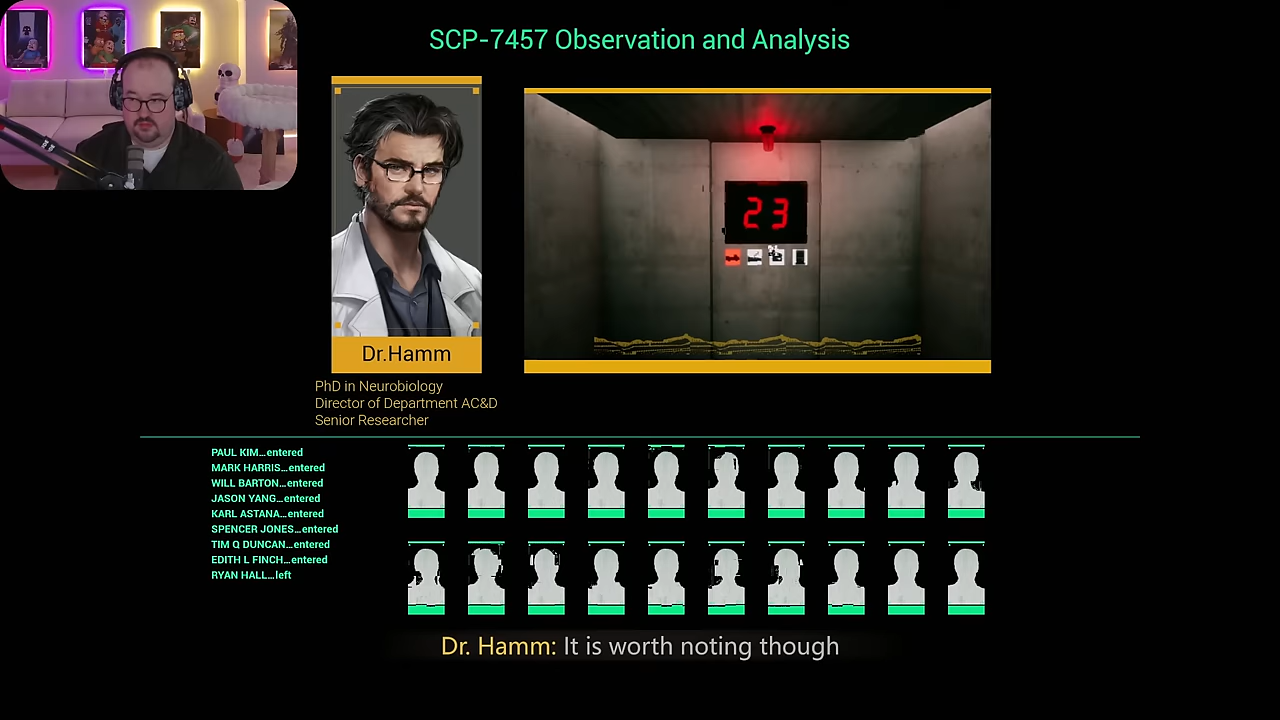 SCP-7457 Observation and Analysis
23
Dr.Hamm
PhD in Neurobiology
Director of Department AC&D
Senior Researcher
PAUL KIM...entered
MARK HARRIS...entered
WILL BARTON...entered
JASON YANG...entered
KARL ASTANA...entered
SPENCER JONES...entered
TIM Q DUNCAN...entered
EDITH L FINCH...entered
RYAN HALL...left
Dr. Hamm: It is worth noting though